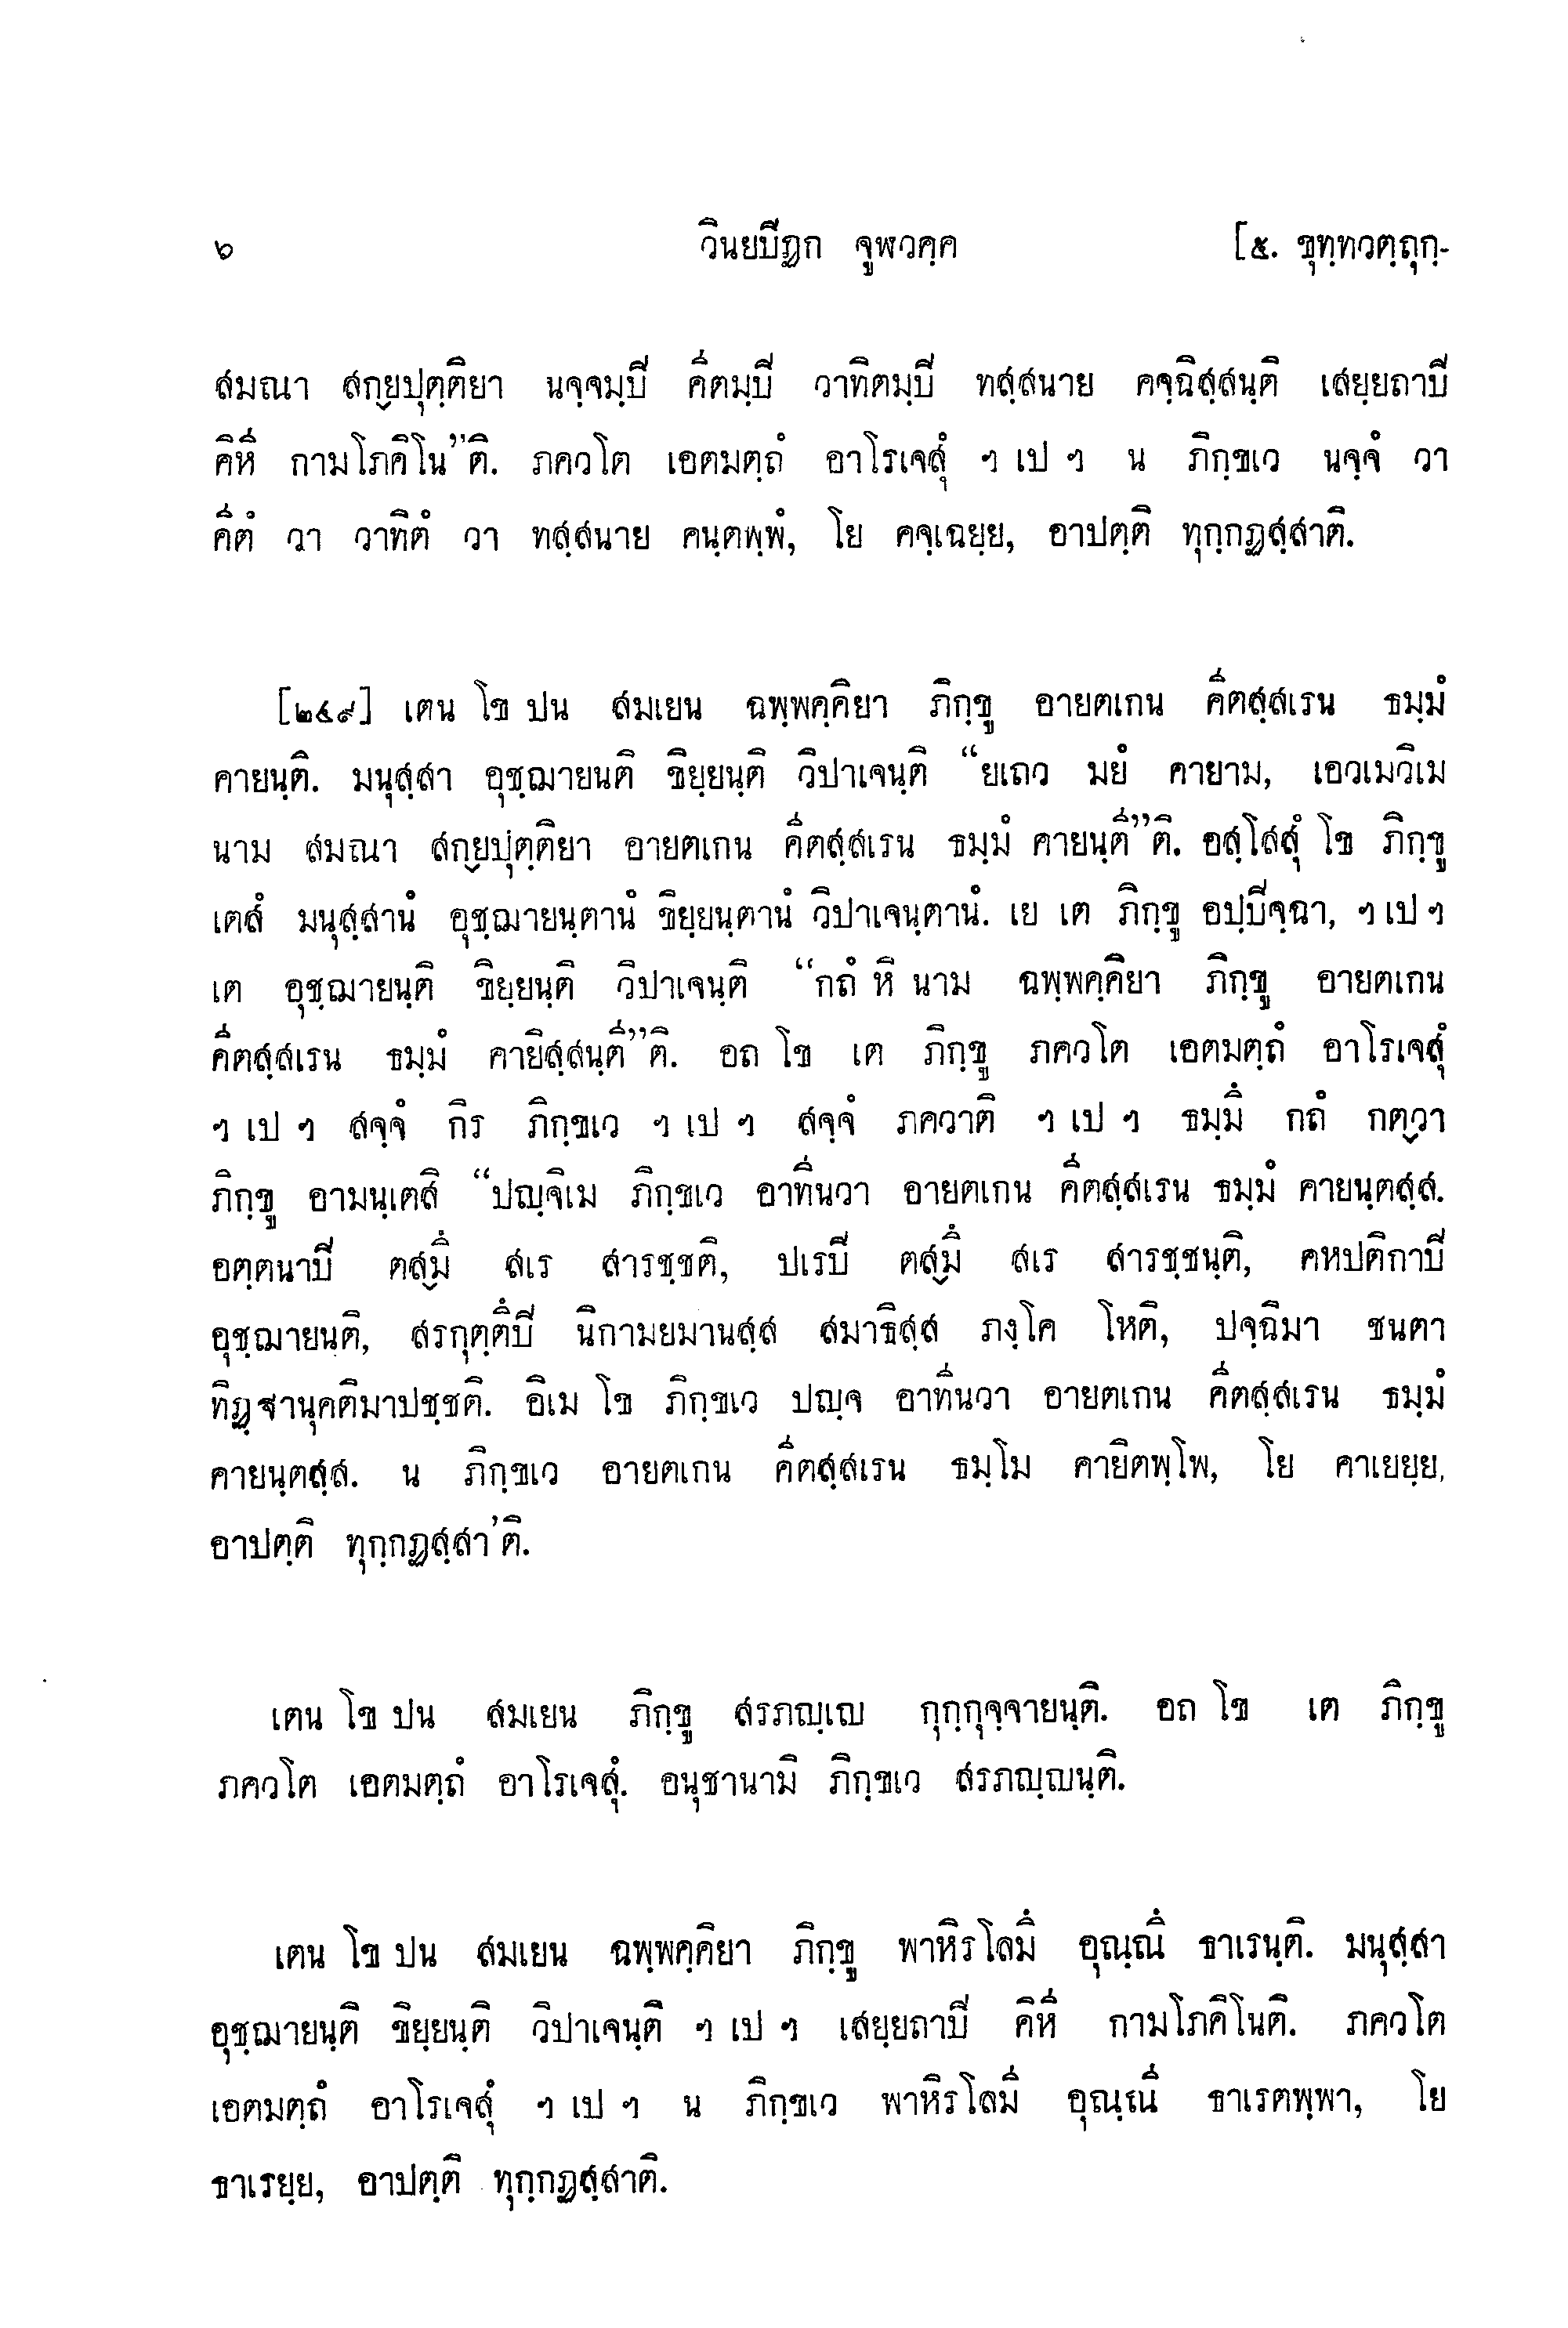 ๖ วินยปิฏก จูฬวคฺค [๕. ขุทฺทวตฺถุกฺ-
สมณา สก๎ยปุตฺติยา นจฺจมฺปิ คีตมฺปิ วาทิตมฺปิ ทสฺสนาย คจฺฉิสฺสนฺติ เสยฺยถาปิ
คิหี กามโภคิโน”ติ. ภควโต เอตมตฺถํ อาโรเจสุํ ฯ เป ฯ น ภิกฺขเว นจฺจํ วา
คีตํ วา วาทิตํ วา ทสฺสนาย คนฺตพฺพํ, โย คจฺเฉยฺย, อาปตฺติ ทุกฺกฏสฺสาติ.
[๒๔๙] เตน โข ปน สมเยน ฉพฺพคฺคิยา ภิกฺขู อายตเกน คีตสฺสเรน ธมฺมํ
คายนฺติ. มนุสฺสา อุชฺฌายนติ ขิยฺยนฺติ วิปาเจนฺติ “ยเถว มยํ คายาม, เอวเมวิเม
นาม สมณา สก๎ยปุตฺติยา อายตเกน คีตสฺสเรน ธมฺมํ คายนฺตี”ติ. อสฺโสสุํ โข ภิกฺขู
เตสํ มนุสฺสานํ อุชฺฌายนฺตานํ ขิยฺยนฺตานํ วิปาเจนฺตานํ. เย เต ภิกฺขู อปฺปิจฺฉา, ฯ เป ฯ
เต อุชฺฌายนฺติ ขิยฺยนฺติ วิปาเจนฺติ “กถํ หิ นาม ฉพฺพคฺคิยา ภิกฺขู อายตเกน
คีตสฺสเรน ธมฺมํ คายิสฺสนฺตี”ติ. อถ โข เต ภิกฺขู ภควโต เอตมตฺถํ อาโรเจสุํ
ฯ เป ฯ สจฺจํ กิร ภิกฺขเว ฯ เป ฯ สจฺจํ ภควาติ ฯ เป ฯ ธมฺมึ กถํ กต๎วา
ภิกฺขู อามนฺเตสิ “ปญฺจิเม ภิกฺขเว อาทีนวา อายตเกน คีตสฺสเรน ธมฺมํ คายนฺตสฺส.
อตฺตนาปิ ตส๎มึ สเร สารชฺชติ, ปเรปิ ตส๎มึ สเร สารชฺชนฺติ, คหปติกาปิ
อุชฺฌายนฺติ, สรกุตฺตึปิ นิกามยมานสฺส สมาธิสฺส ภงฺโค โหติ, ปจฺฉิมา ชนตา
ทิฏฺฐานุคติมาปชฺชติ. อิเม โข ภิกฺขเว ปญฺจ อาทีนวา อายตเกน คีตสฺสเรน ธมฺมํ
คายนฺตสฺส. น ภิกฺขเว อายตเกน คีตสฺสเรน ธมฺโม คายิตพฺโพ, โย คาเยยฺย,
อาปตฺติ ทุกฺกฏสฺสา’ติ.
เตน โข ปน สมเยน ภิกฺขู สรภญฺเญ กุกฺกุจฺจายนฺติ. อถ โข เต ภิกฺขู
ภควโต เอตมตฺถํ อาโรเจสุํ. อนุชานามิ ภิกฺขเว สรภญฺญนฺติ.
เตน โข ปน สมเยน ฉพฺพคฺคิยา ภิกฺขู พาหิรโลมึ อุณฺณึ ธาเรนฺติ. มนุสฺสา
อุชฺฌายนฺติ ขิยฺยนฺติ วิปาเจนฺติ ฯ เป ฯ เสยฺยถาปิ คิหี กามโภคิโนติ. ภควโต
เอตมตฺถํ อาโรเจสุํ ฯ เป ฯ น ภิกฺขเว พาหิรโลมี อุณฺณี ธาเรตพฺพา, โย
ธาเรยฺย, อาปตฺติ ทุกฺกฏสฺสาติ.